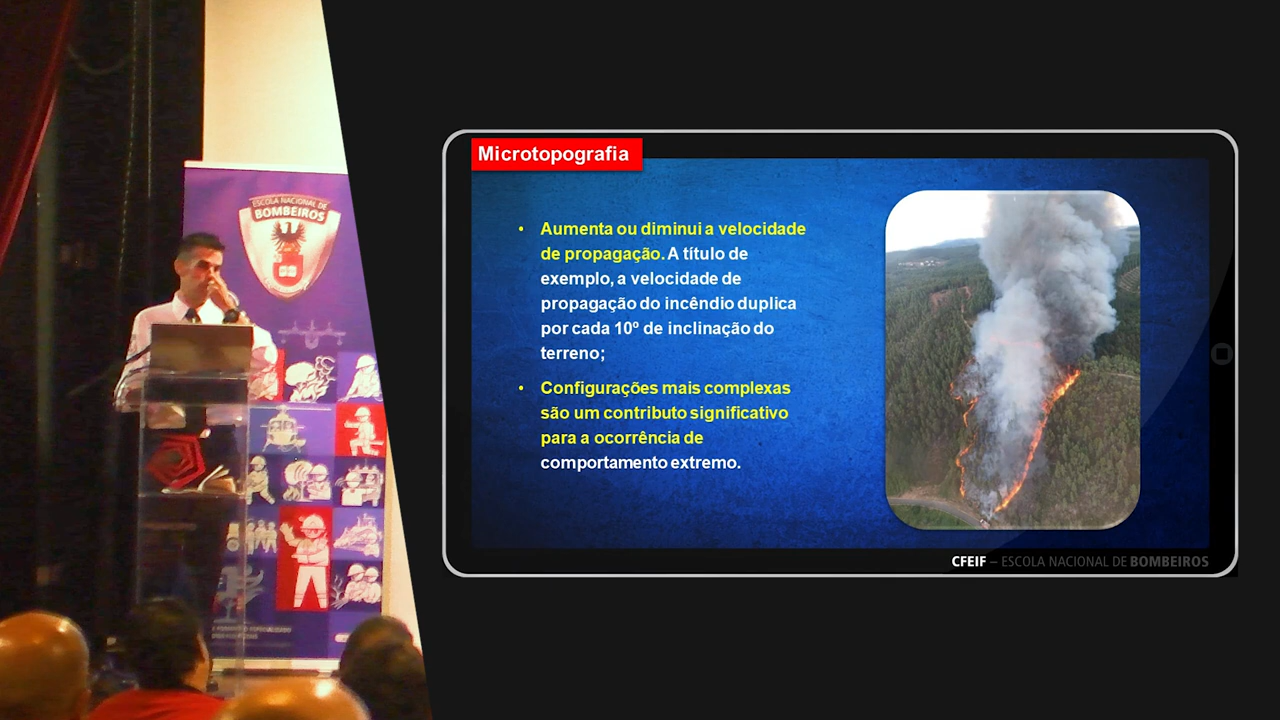 ESCOLA NACIONAL DE
BOMBEIROS
Microtopografia
• Aumenta ou diminui a velocidade
de propagação. A título de
exemplo, a velocidade de
propagação do incêndio duplica
por cada 10º de inclinação do
terreno;
• Configurações mais complexas
são um contributo significativo
para a ocorrência de
comportamento extremo.
CFEIF – ESCOLA NACIONAL DE BOMBEIROS